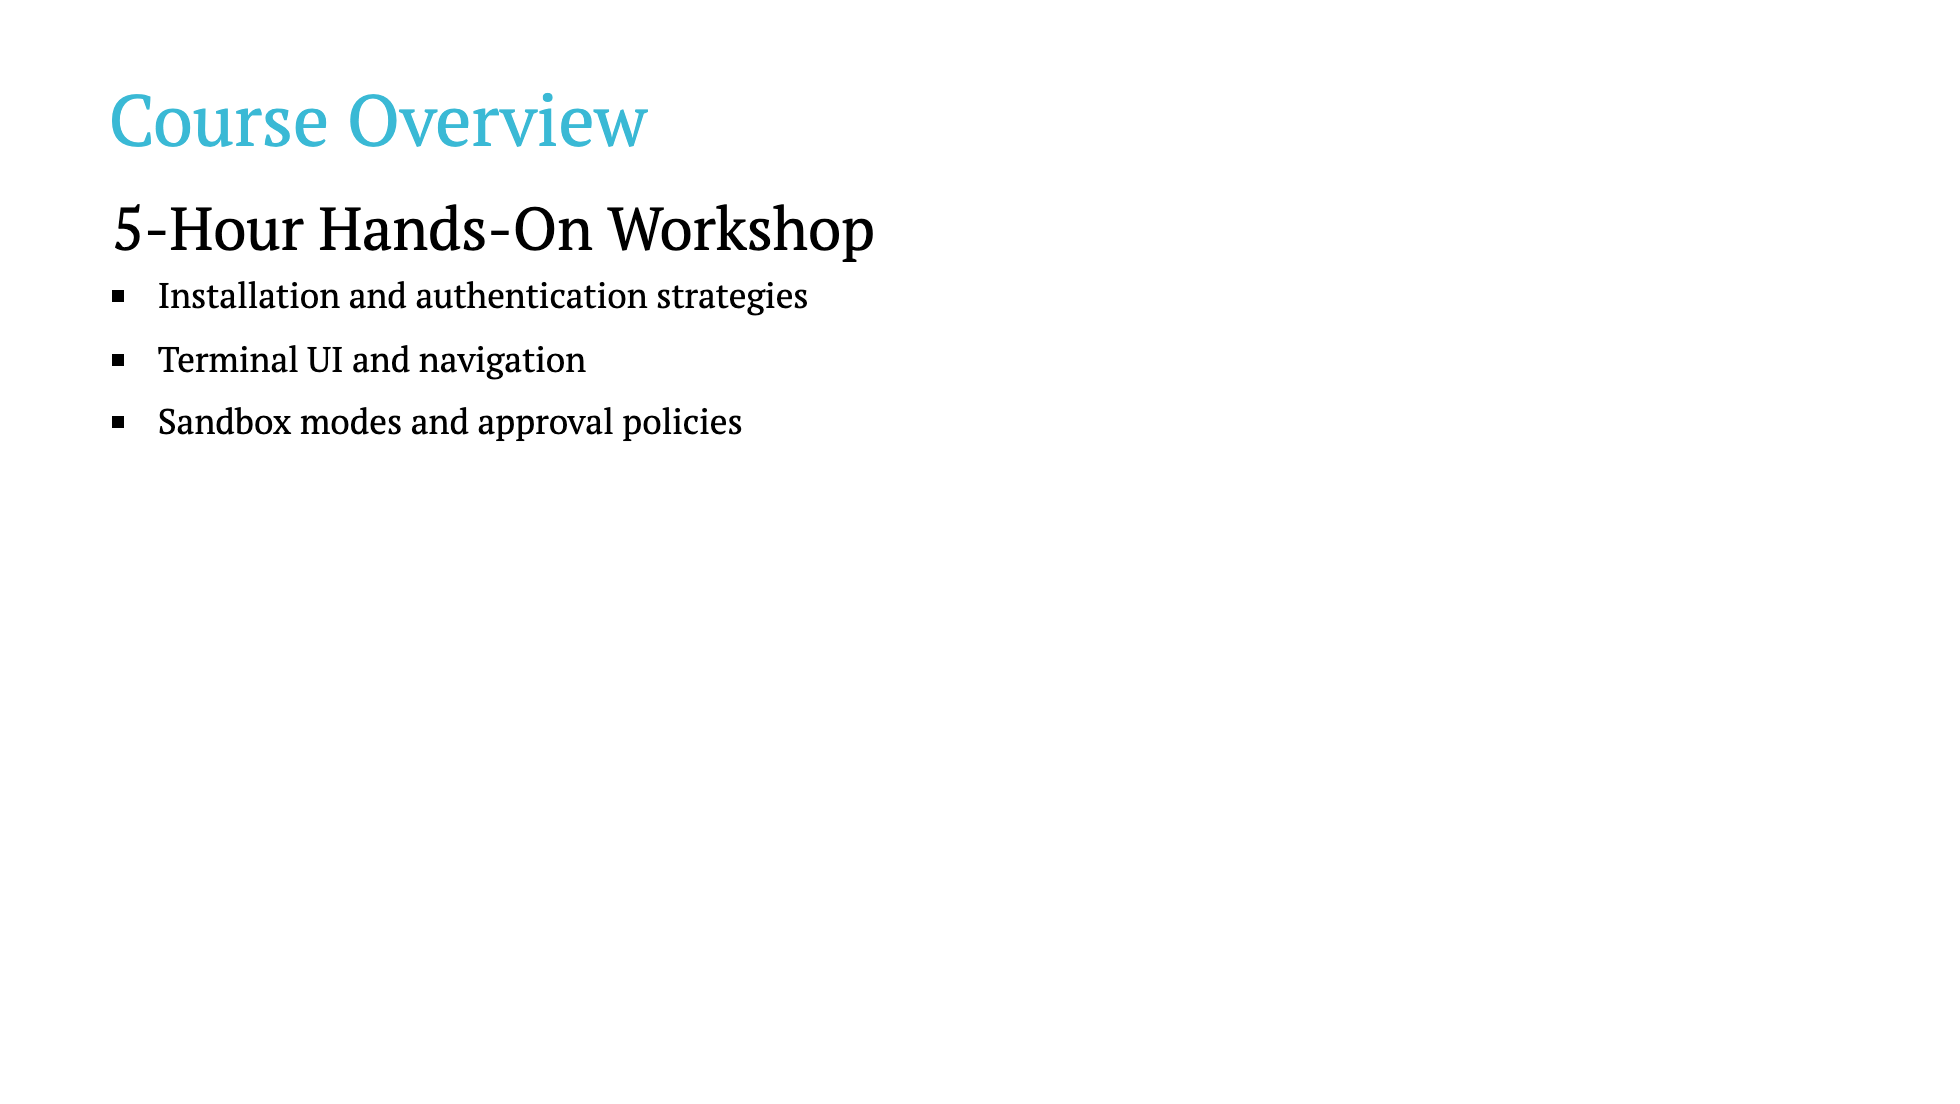 Course Overview
5-Hour Hands-On Workshop
▪ Installation and authentication strategies
▪ Terminal UI and navigation
▪ Sandbox modes and approval policies